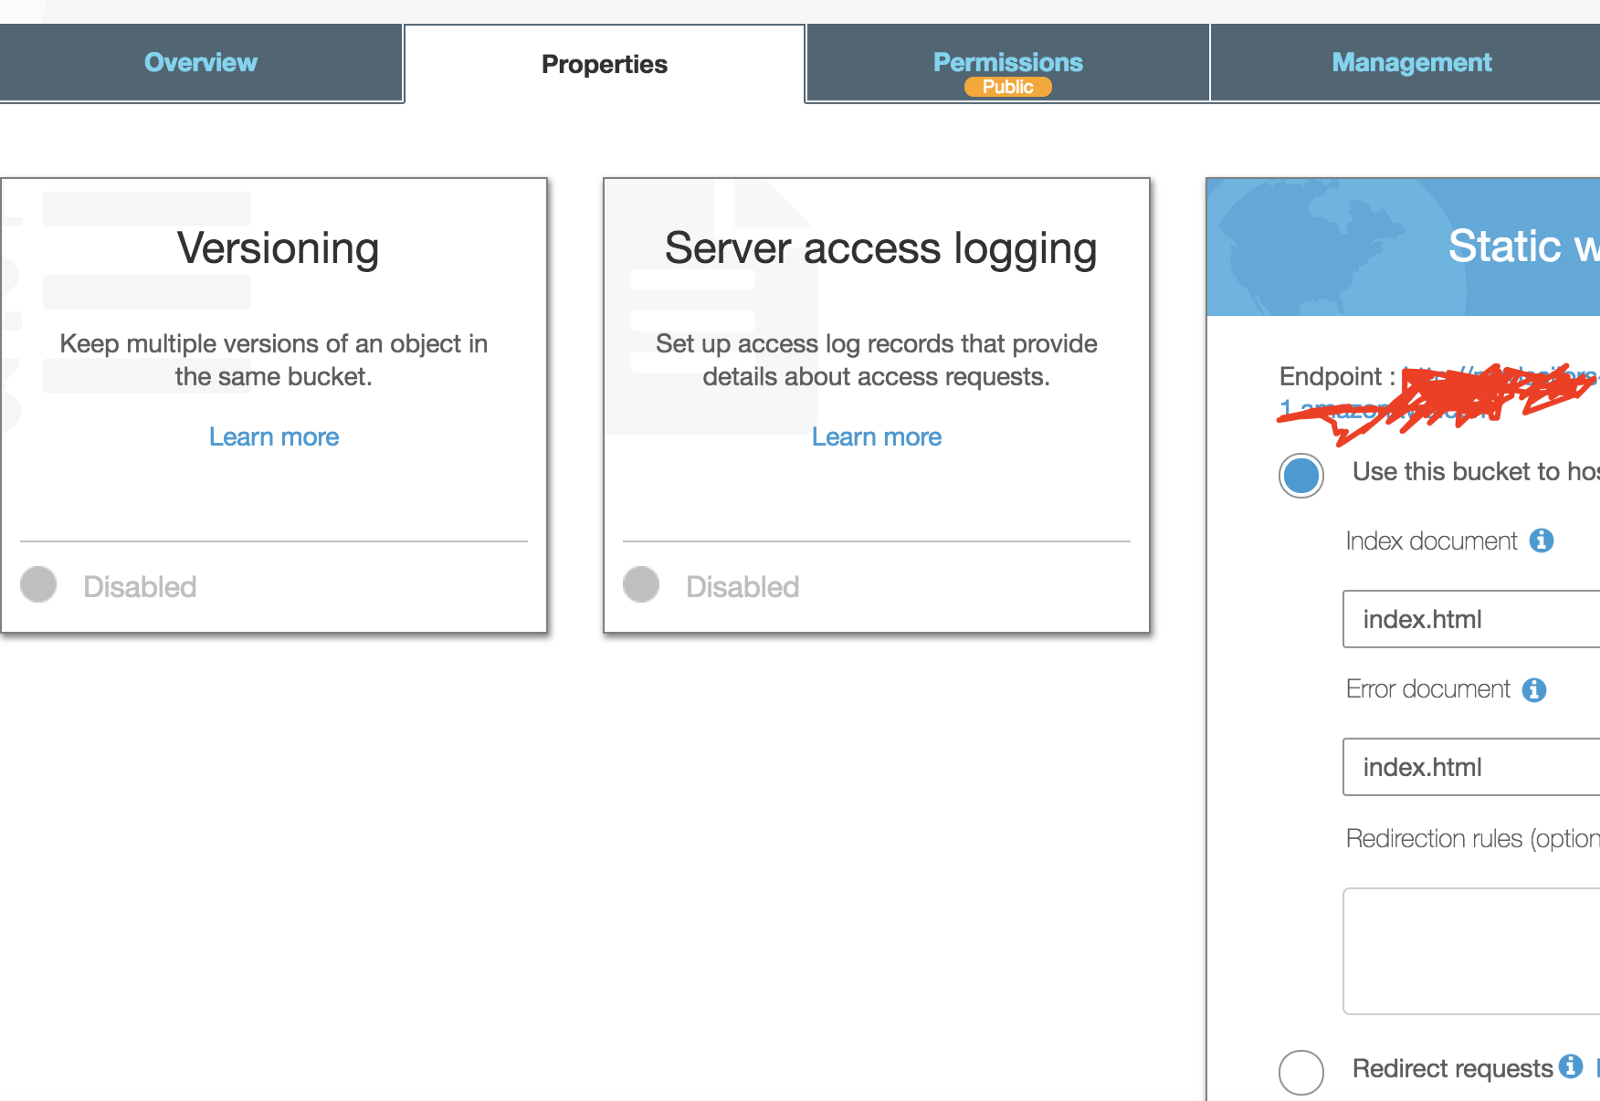 Overview
Properties
Permissions
Public
Management
Versioning
Keep multiple versions of an object in
the same bucket.
Learn more
Disabled
Server access logging
Set up access log records that provide
details about access requests.
Learn more
Disabled
Static w
Endpoint :
Use this bucket to hos
Index document
index.html
Error document
index.html
Redirection rules (option
Redirect requests